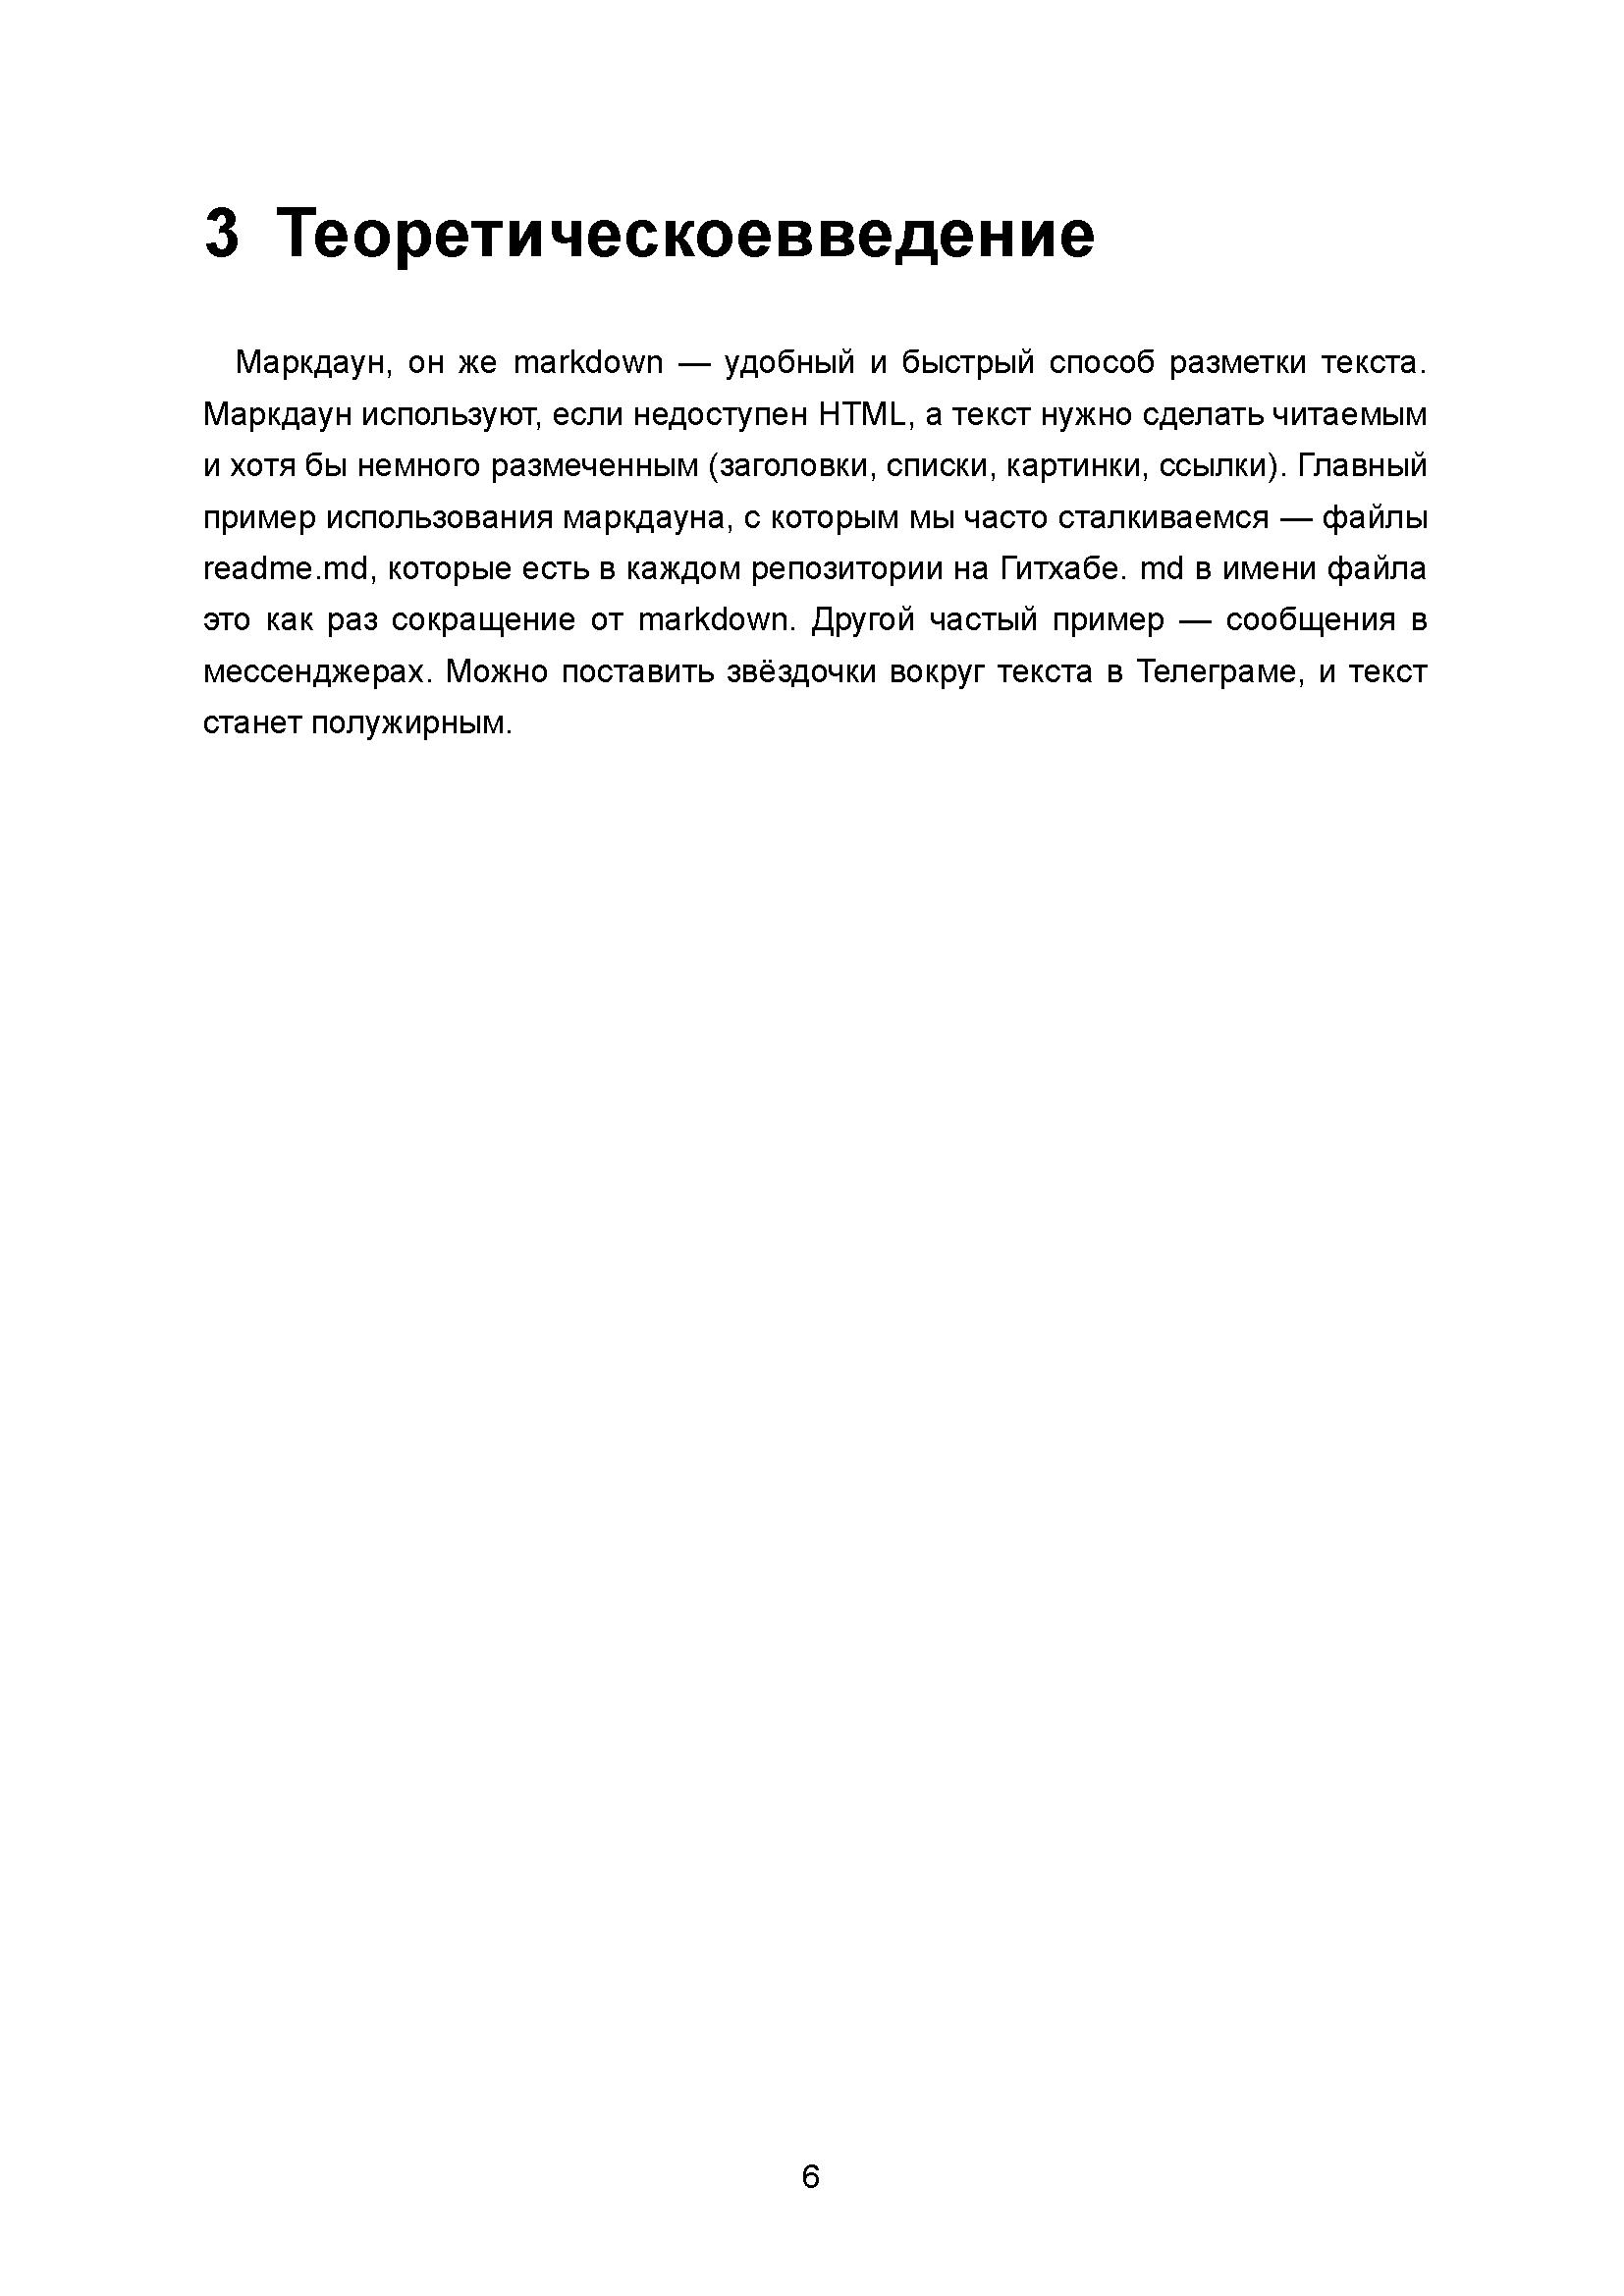 3 Теоретическоевведение
Маркдаун, он же markdown — удобный и быстрый способ разметки текста.
Маркдаун используют, если недоступен HTML, а текст нужно сделать читаемым
и хотя бы немного размеченным (заголовки, списки, картинки, ссылки). Главный
пример использования маркдауна, с которым мы часто сталкиваемся — файлы
readme.md, которые есть в каждом репозитории на Гитхабе. md в имени файла
это как раз сокращение от markdown. Другой частый пример — сообщения в
мессенджерах. Можно поставить звёздочки вокруг текста в Телеграме, и текст
станет полужирным.
6